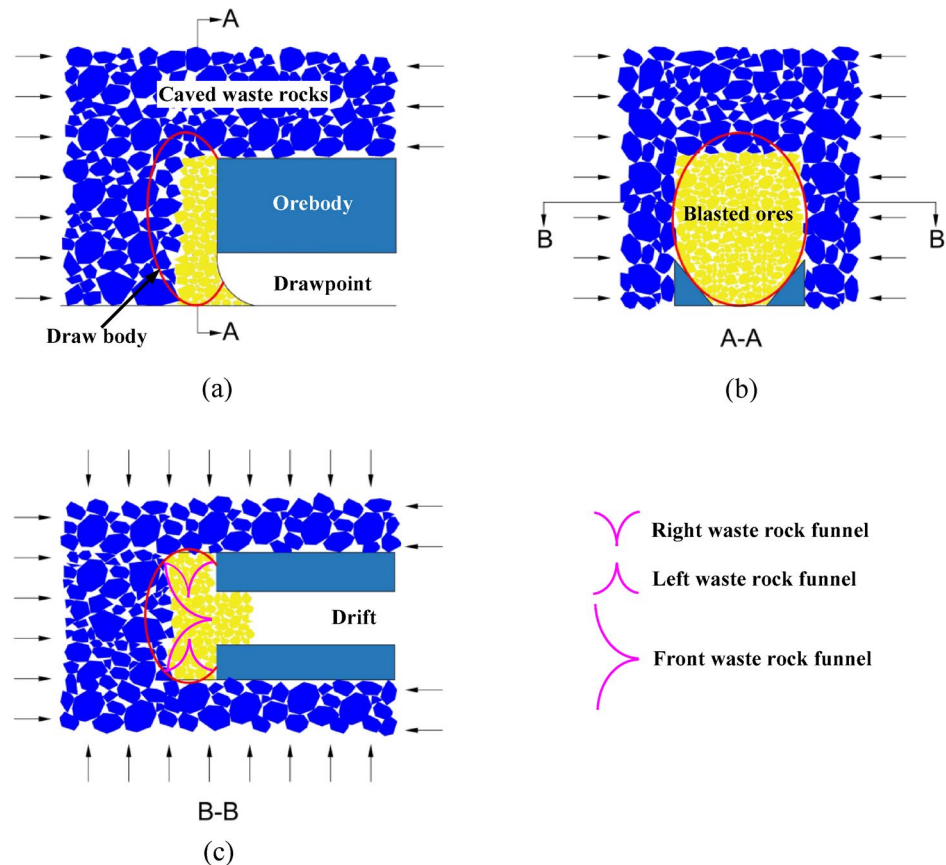 A
Caved waste rocks
Orebody
Drawpoint
Draw body
A
(a)
Blasted ores
B
B
A-A
(b)
Drift
B-B
(c)
Right waste rock funnel
Left waste rock funnel
Front waste rock funnel